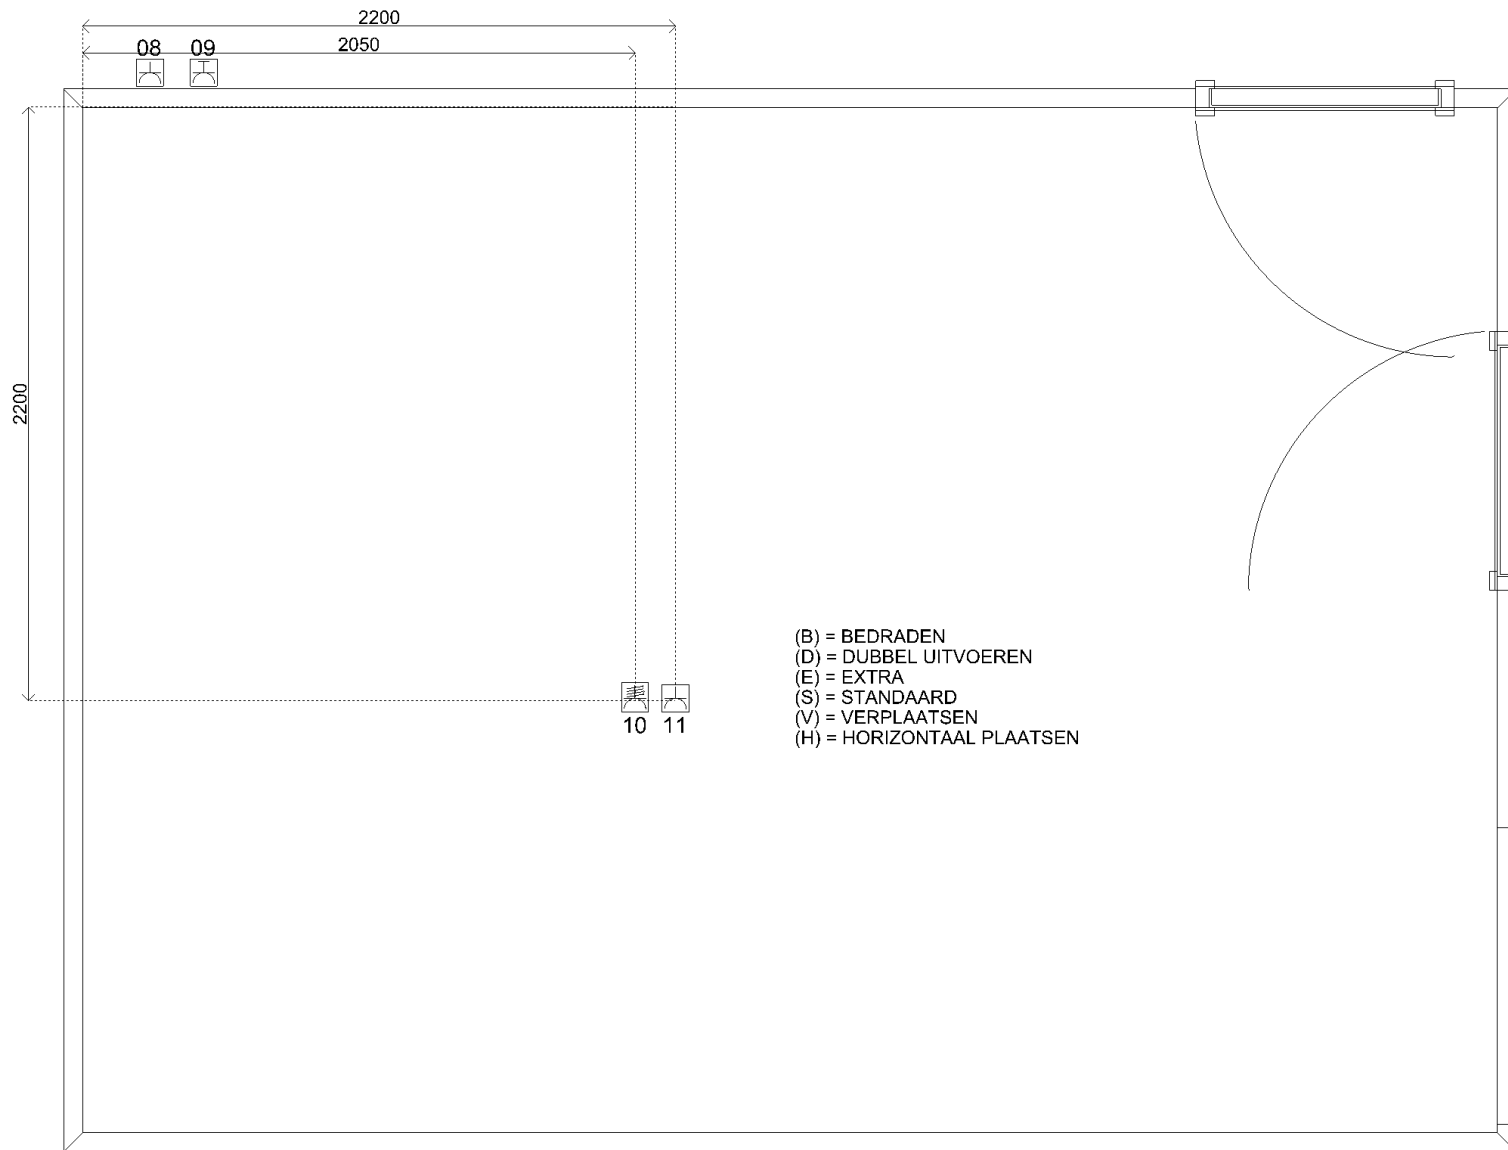 2200
2050
08 09
2200
(B) = BEDRADEN
(D) = DUBBEL UITVOEREN
(E) = EXTRA
(S) = STANDAARD
(V) = VERPLAATSEN
(H) = HORIZONTAAL PLAATSEN
10 11